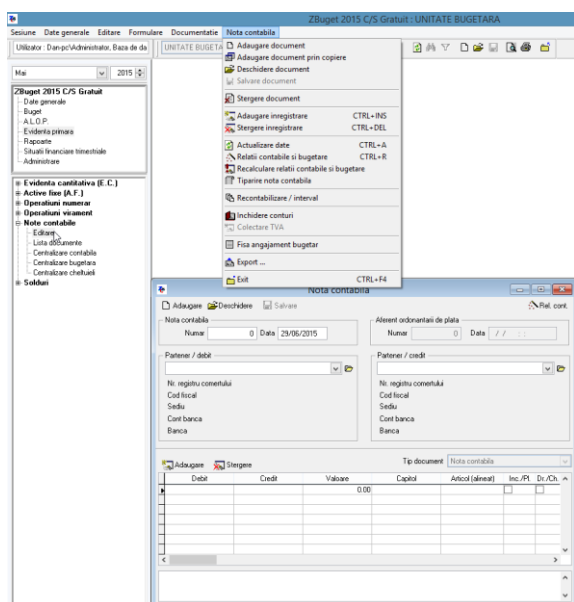 ZBuget 2015 C/S Gratuit : UNITATE BUGETARA
Sesiune Date generale Editare Formulare Documentatie Nota contabila
Utilizator : Dan-pc\Administrator, Baza de da
UNITATE BUGETA
Adaugare document
Adaugare document prin copiere
Deschidere document
Salvare document
Stergere document
Adaugare inregistrare CTRL+INS
Stergere inregistrare CTRL+DEL
Actualizare date CTRL+A
Relatii contabile si bugetare CTRL+R
Recalculare relatii contabile si bugetare
Tiparire nota contabila
Recontabilizare / interval
Inchidere conturi
Colectare TVA
Fisa angajament bugetar
Export ...
Exit CTRL+F4
Mai 2015
ZBuget 2015 C/S Gratuit
Date generale
Buget
A.L.O.P.
Evidenta primara
Rapoarte
Situatii financiare trimestriale
Administrare
Evidenta cantitativa (E.C.)
Active fixe (A.F.)
Operatiuni numerar
Operatiuni virament
Note contabile
Editare
Lista documente
Centralizare contabila
Centralizare bugetara
Centralizare cheltuieli
Solduri
Nota contabila
Adaugare Deschidere Salvare Rel. cont.
Nota contabila Aferent ordonantarii de plata
Numar 0 Data 29/06/2015 Numar 0 Data / / : :
Partener / debit Partener / credit
Nr. registru comertului Nr. registru comertului
Cod fiscal Cod fiscal
Sediu Sediu
Cont banca Cont banca
Banca Banca
Adaugare Stergere Tip document Nota contabila
Debit Credit Valoare Capitol Articol (alineat) Inc./Pl. Dr./Ch.
0.00